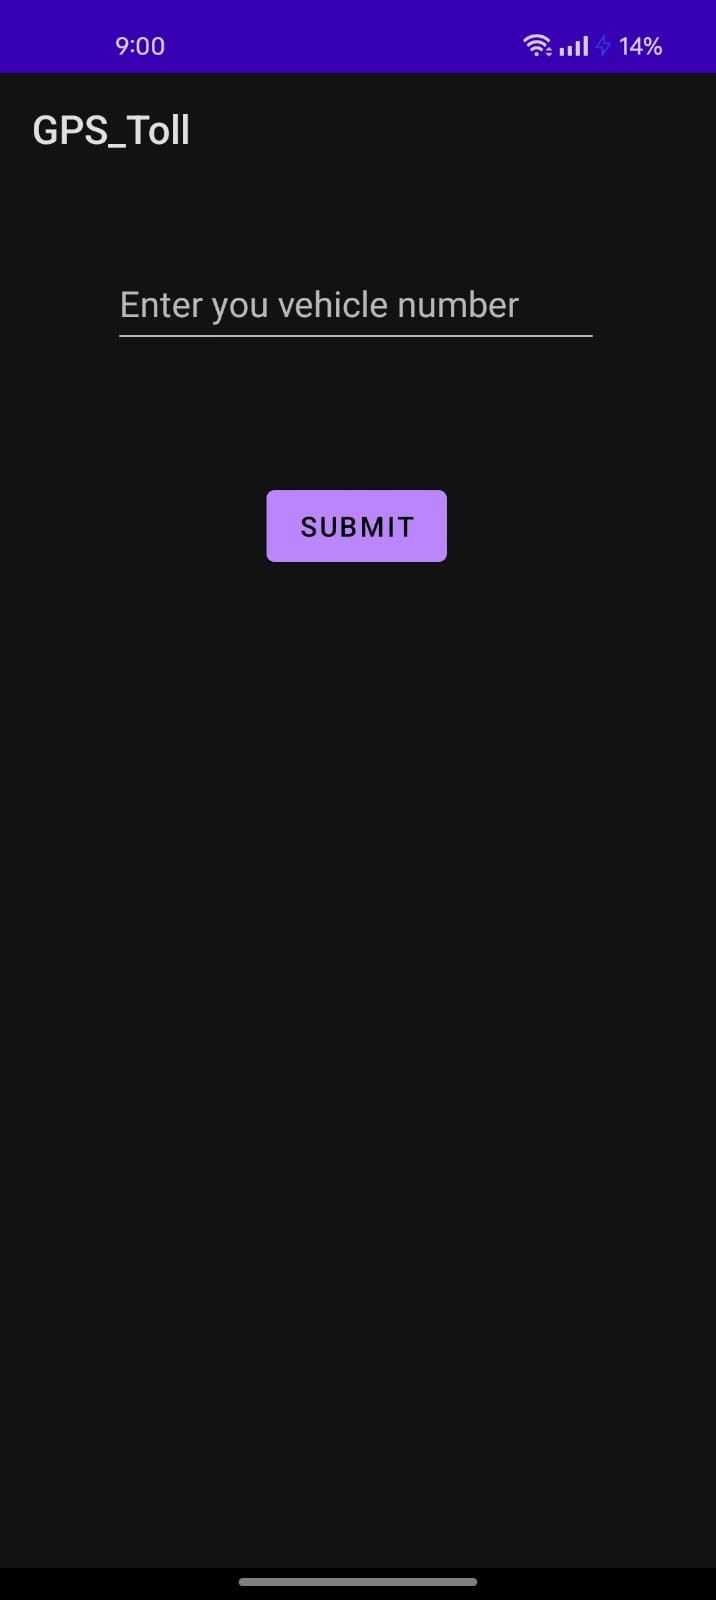 9:00 14%
GPS_Toll
Enter you vehicle number
SUBMIT